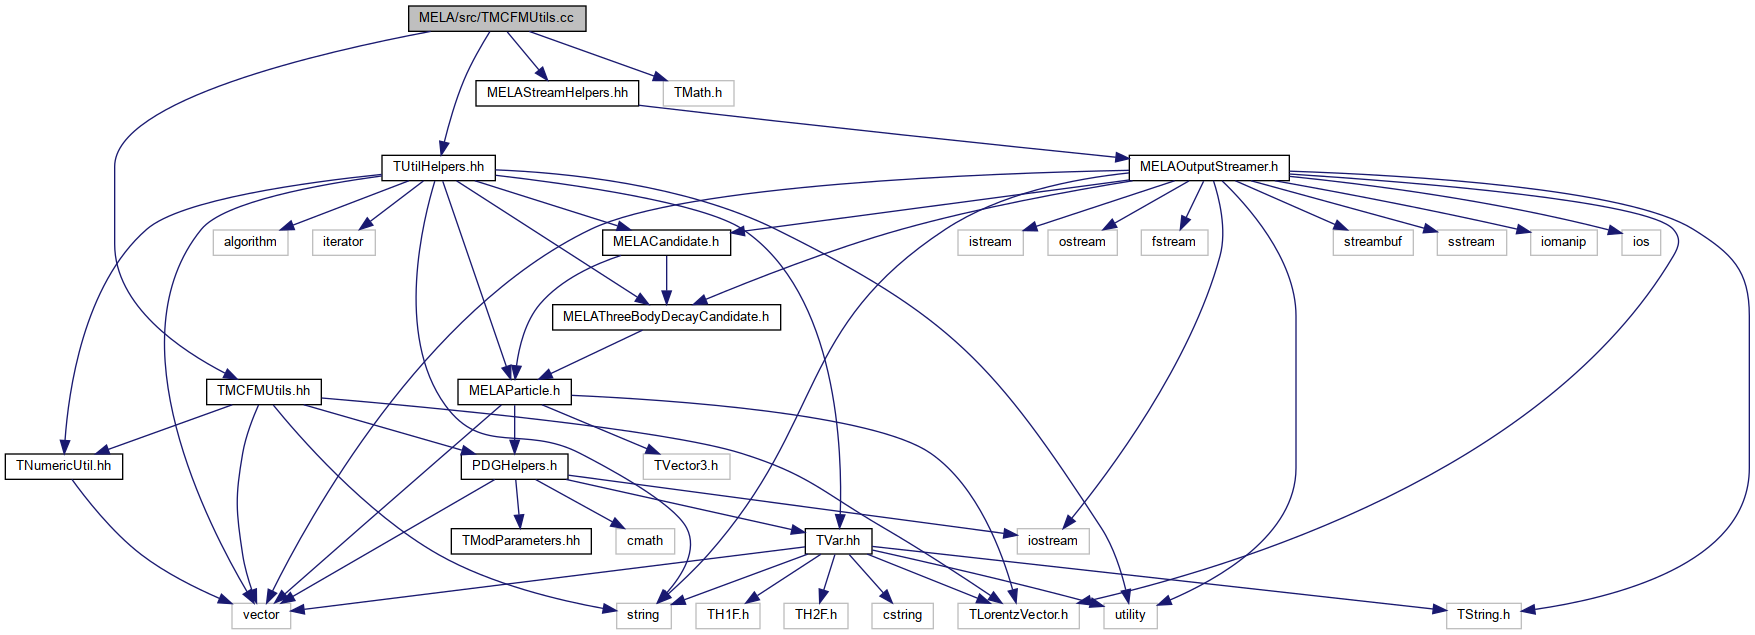 MELA/src/TMCFMUtils.cc
MELAStreamHelpers.hh
TMath.h
TUtilHelpers.hh
MELAOutputStreamer.h
algorithm
iterator
MELACandidate.h
istream
ostream
fstream
streambuf
sstream
iomanip
ios
MELAThreeBodyDecayCandidate.h
TMCFMUtils.hh
MELAParticle.h
TNumericUtil.hh
PDGHelpers.h
TVector3.h
TModParameters.hh
cmath
TVar.hh
iostream
vector
string
TH1F.h
TH2F.h
cstring
TLorentzVector.h
utility
TString.h